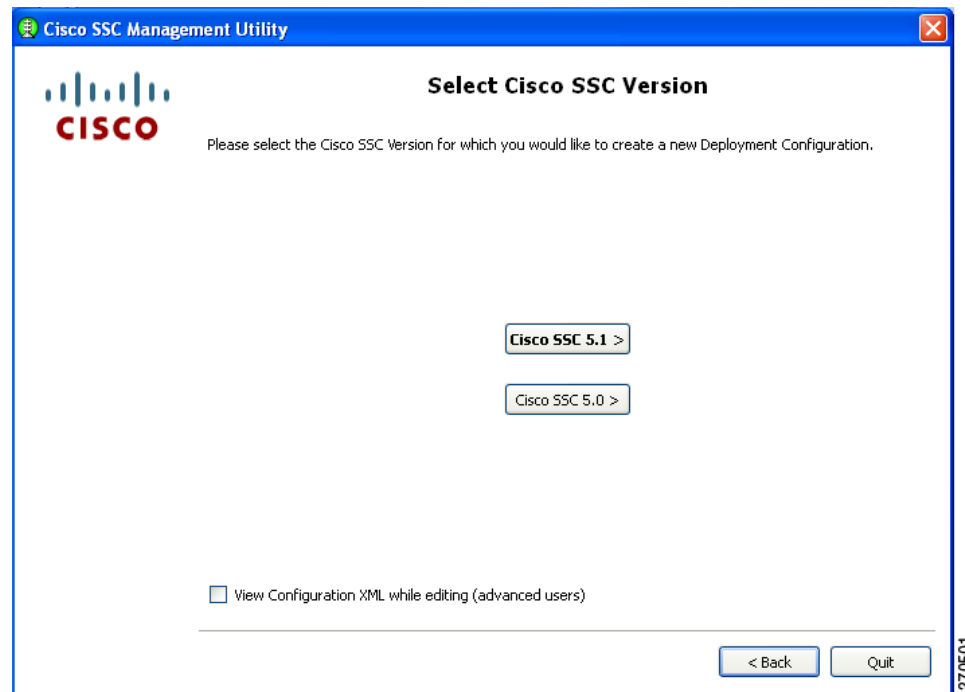 Cisco SSC Management Utility
CISCO
Select Cisco SSC Version
Please select the Cisco SSC Version for which you would like to create a new Deployment Configuration.
Cisco SSC 5.1 >
Cisco SSC 5.0 >
View Configuration XML while editing (advanced users)
< Back
Quit
270501